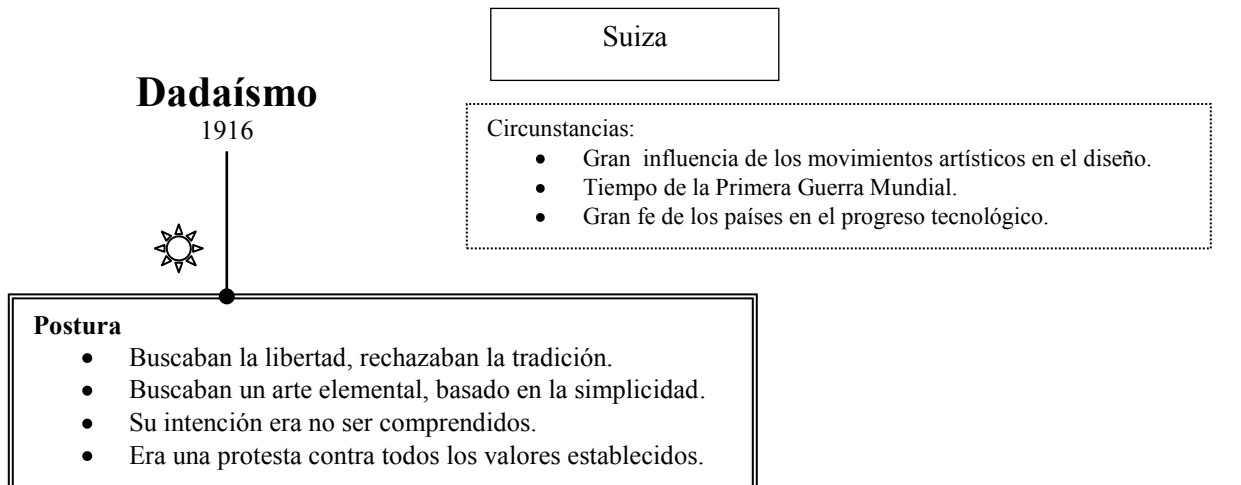 Suiza
Dadaísmo
1916
Circunstancias:
• Gran influencia de los movimientos artísticos en el diseño.
• Tiempo de la Primera Guerra Mundial.
• Gran fe de los países en el progreso tecnológico.
Postura
• Buscaban la libertad, rechazaban la tradición.
• Buscaban un arte elemental, basado en la simplicidad.
• Su intención era no ser comprendidos.
• Era una protesta contra todos los valores establecidos.